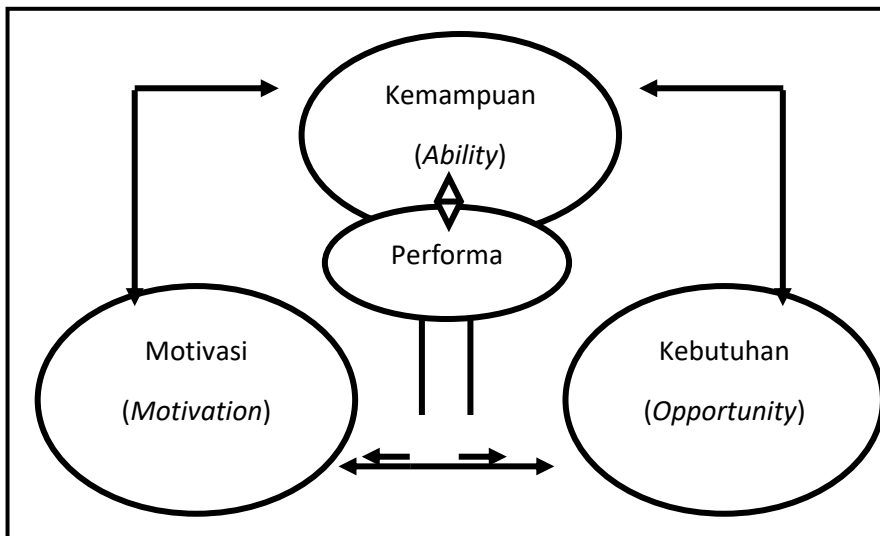 Kemampuan
(Ability)
Performa
Motivasi
(Motivation)
Kebutuhan
(Opportunity)